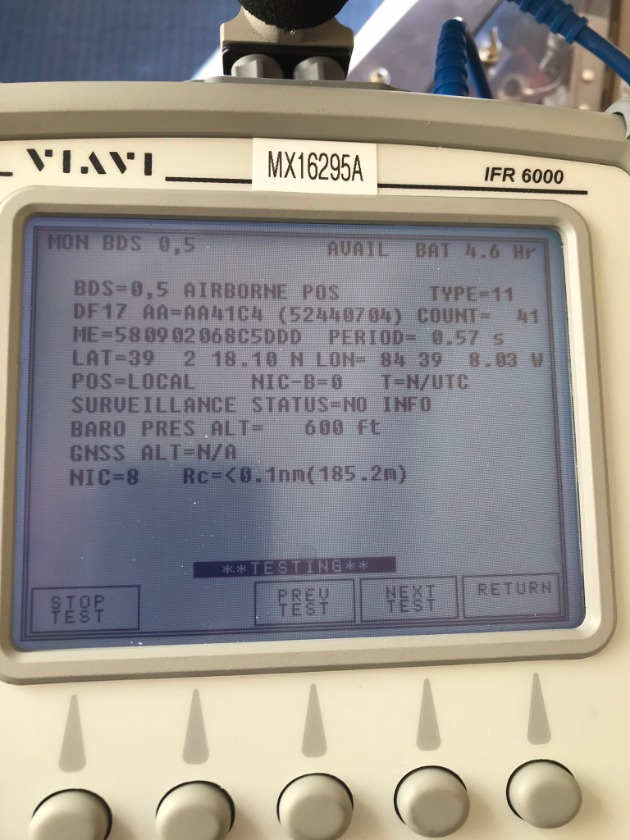 VIAVI MX16295A IFR 6000
MON BDS 0,5 AVAIL BAT 4.6 Hr
BDS=0,5 AIRBORNE POS TYPE=11
DF17 AA=AA41C4 (52440704) COUNT= 41
ME=580902068C5DDD PERIOD= 0.57 s
LAT=39 2 18.10 N LON= 84 39 8.03 W
POS=LOCAL NIC-B=0 T=N/UTC
SURVEILLANCE STATUS=NO INFO
BARO PRES ALT= 600 ft
GNSS ALT=N/A
NIC=8 Rc=<0.1nm(185.2m)
**TESTING**
STOP TEST
PREV TEST
NEXT TEST
RETURN